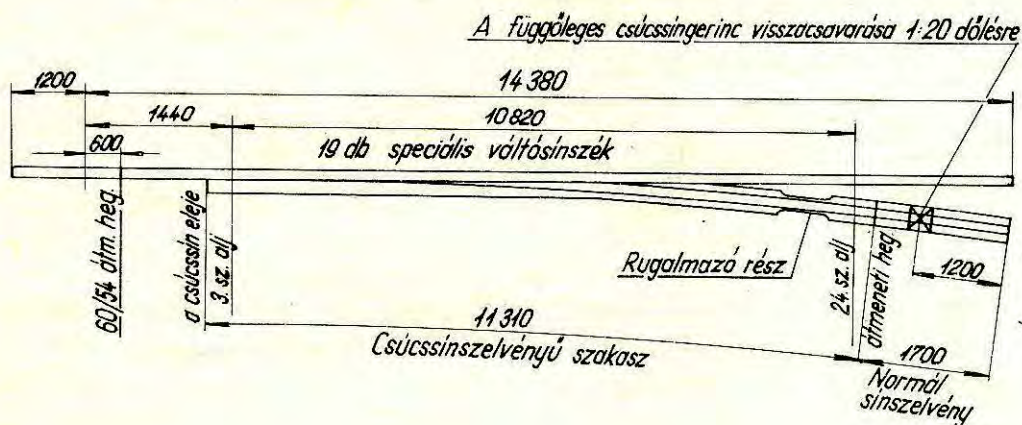 A függőleges csúcssíngerinc visszacsavarása 1:20 dőlésre
1200
14 380
1440
10820
600
19 db speciális váltósínszék
60/54 átm. heg.
a csúcssín eleje
3. sz. alj
Rugalmazó rész
24. sz. alj
átmeneti heg.
1200
11 310
Csúcssínszelvényű szakasz
1700
Normál
sínszelvény